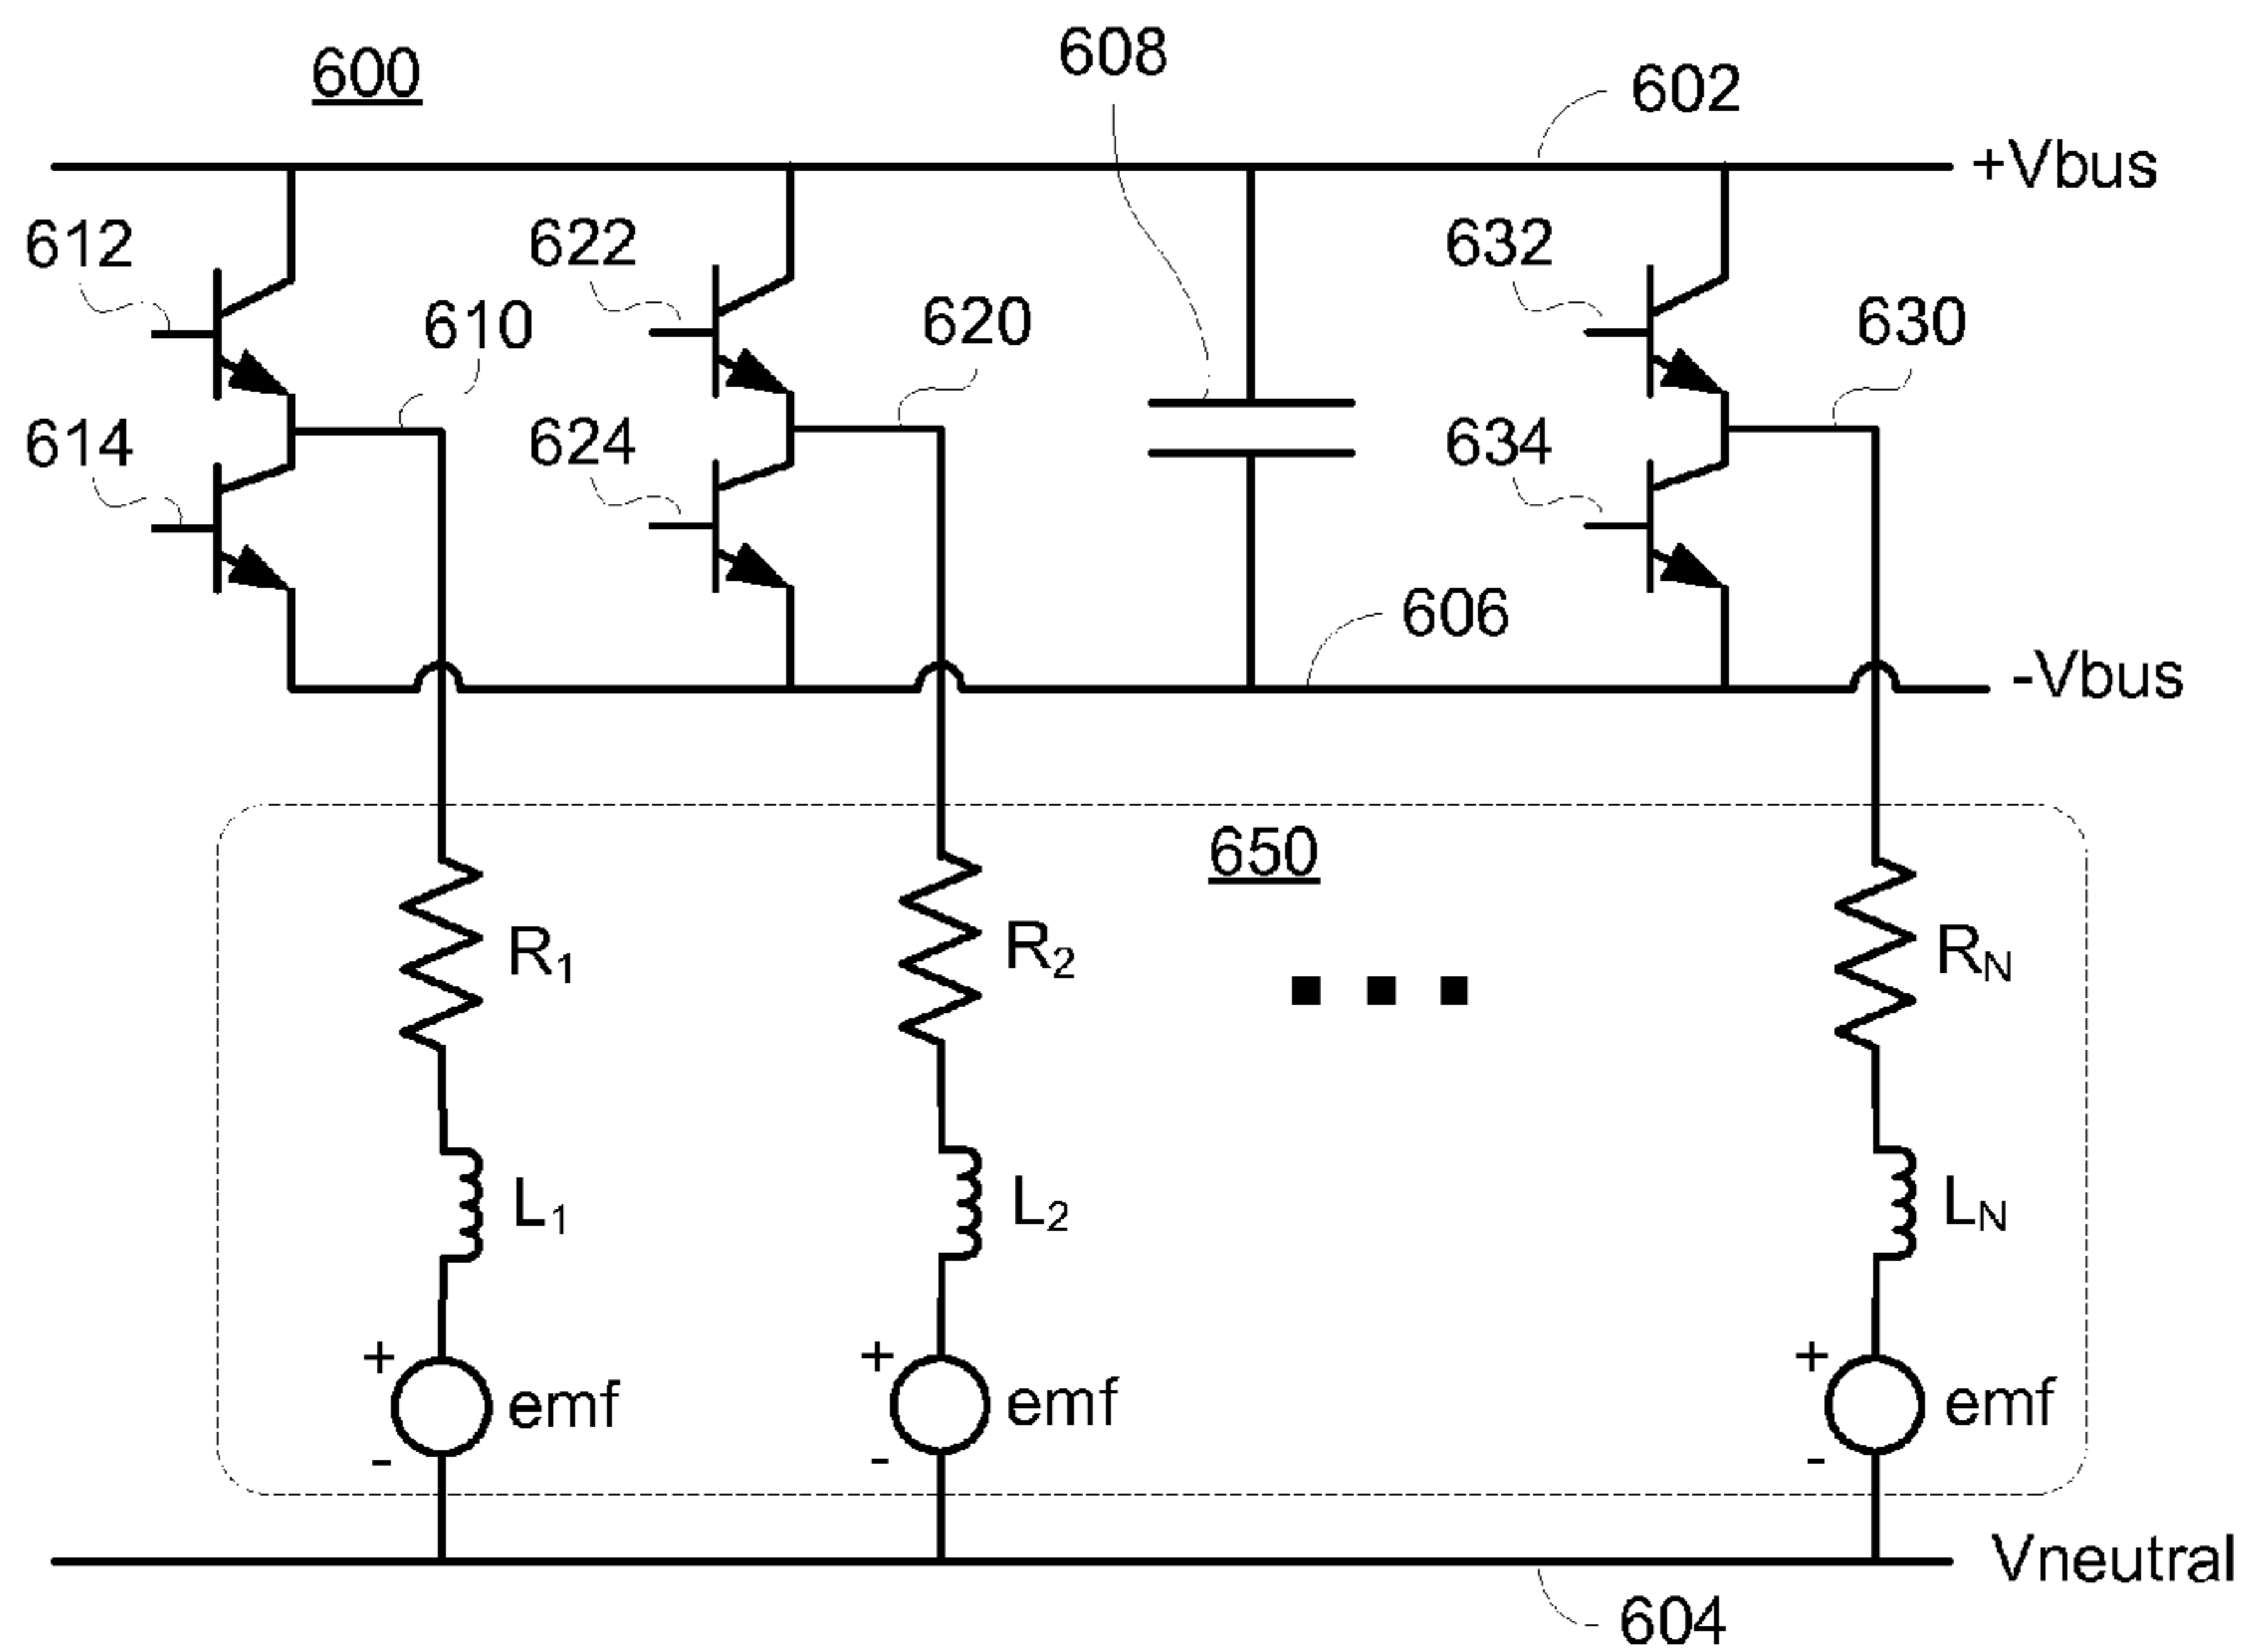 600
608
602
+Vbus
612
622
632
610
620
630
614
624
634
606
-Vbus
650
R1
R2
RN
L1
L2
LN
+
emf
-
+
emf
-
+
emf
-
Vneutral
604